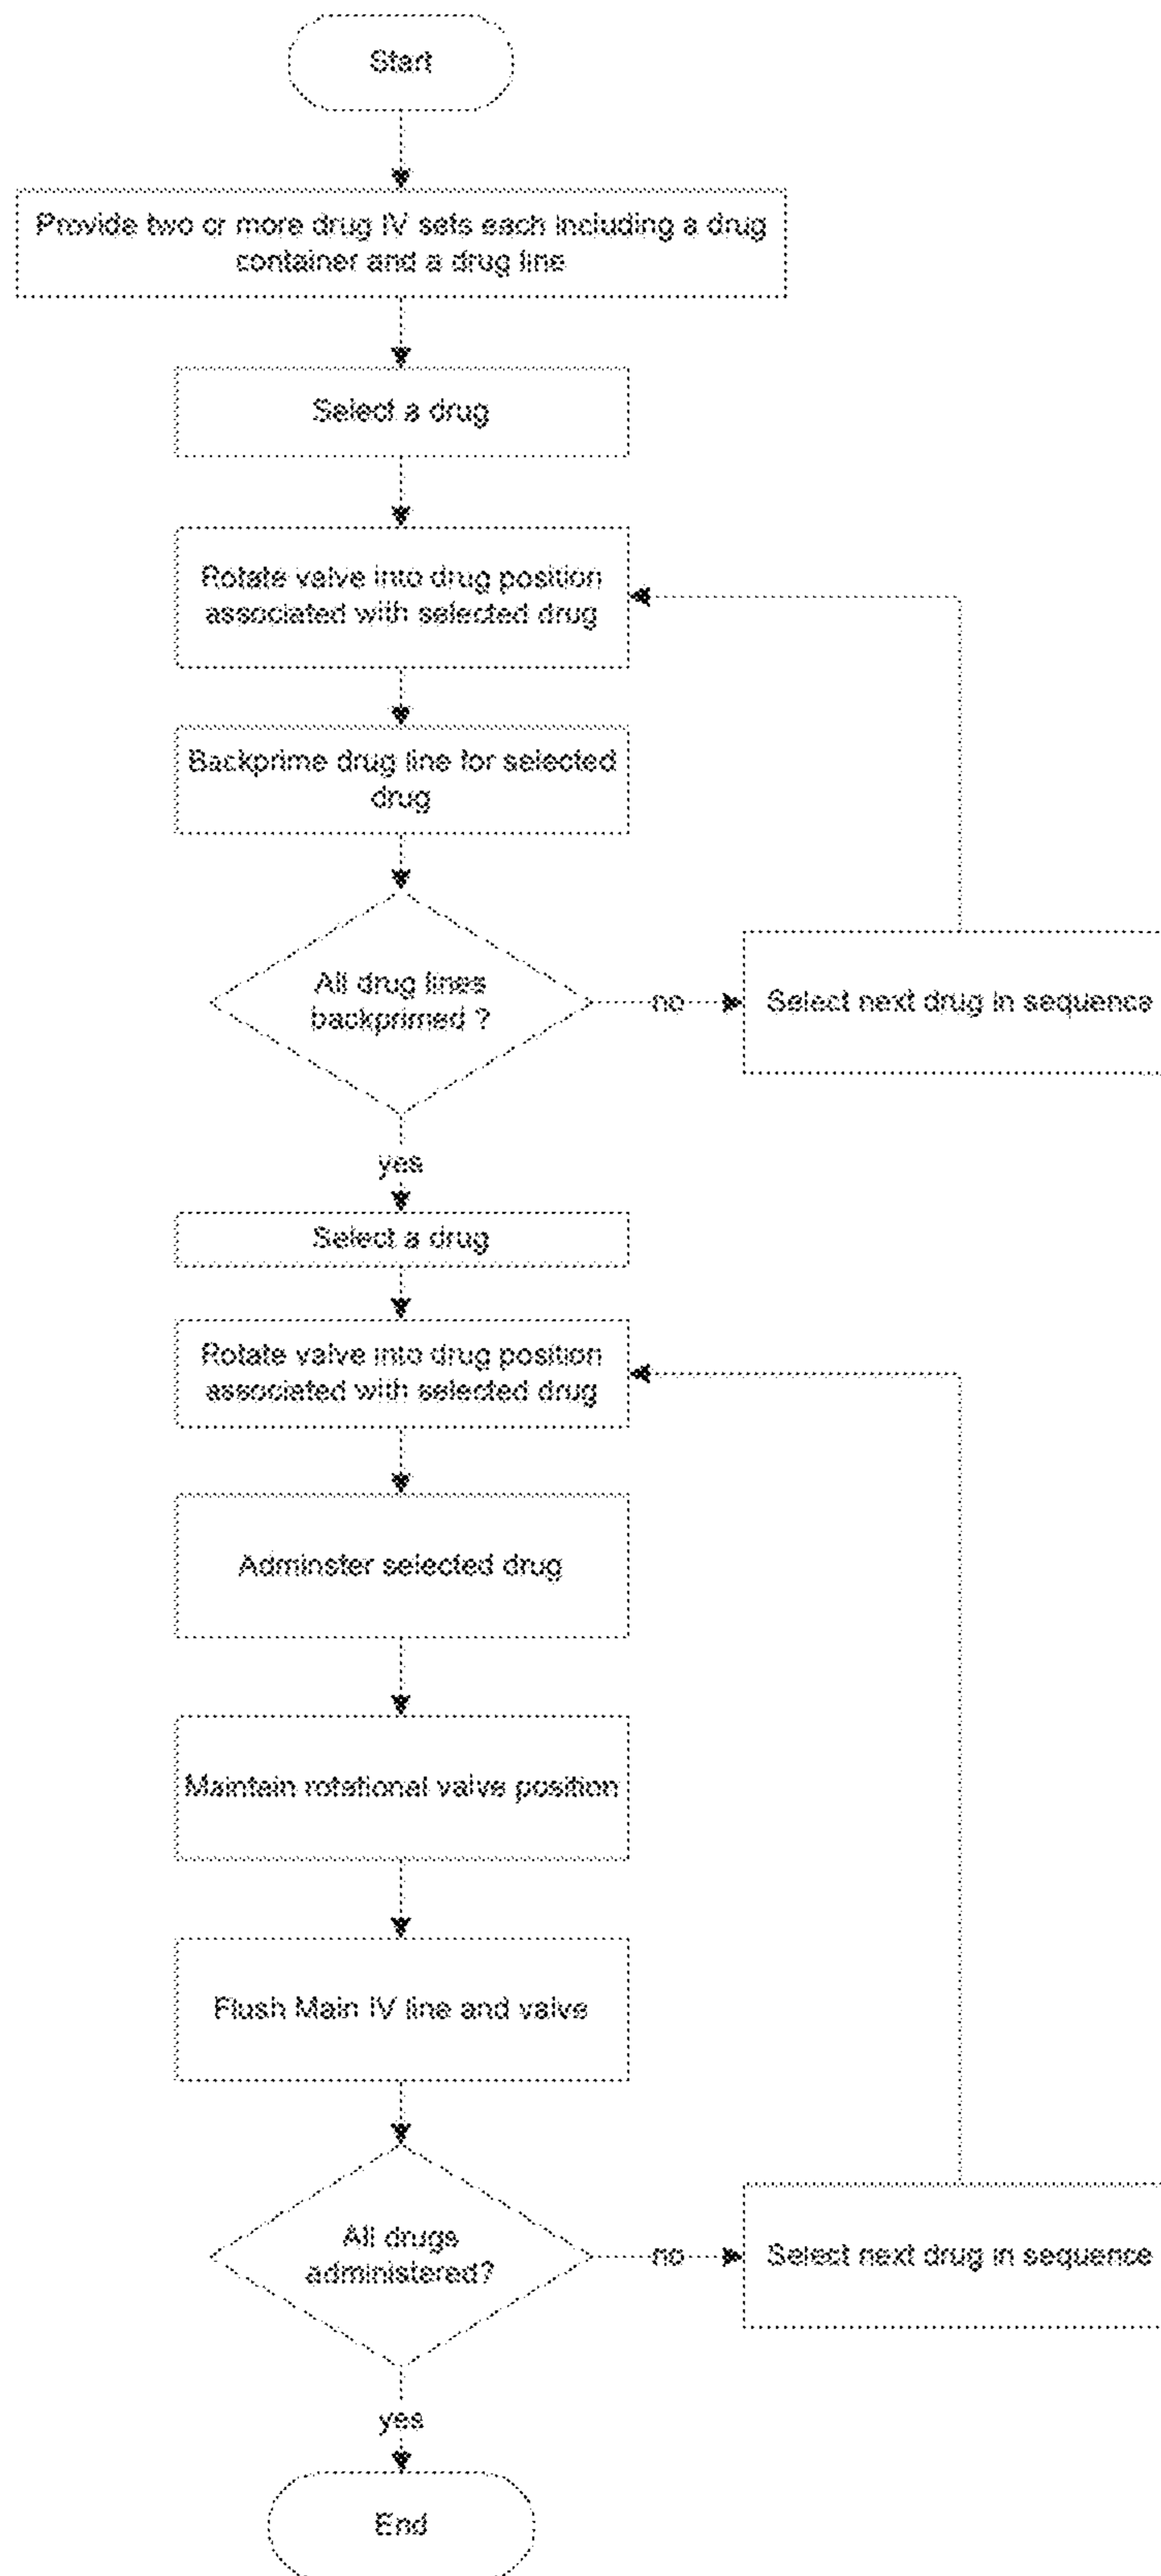 Start
Provide two or more drug IV sets each including a drug
container and a drug line
Select a drug
Rotate valve into drug position
associated with selected drug
Backprime drug line for selected
drug
All drug lines
backprimed ?
no
Select next drug in sequence
yes
Select a drug
Rotate valve into drug position
associated with selected drug
Adminster selected drug
Maintain rotational valve position
Flush Main IV line and valve
All drugs
administered?
no
Select next drug in sequence
yes
End